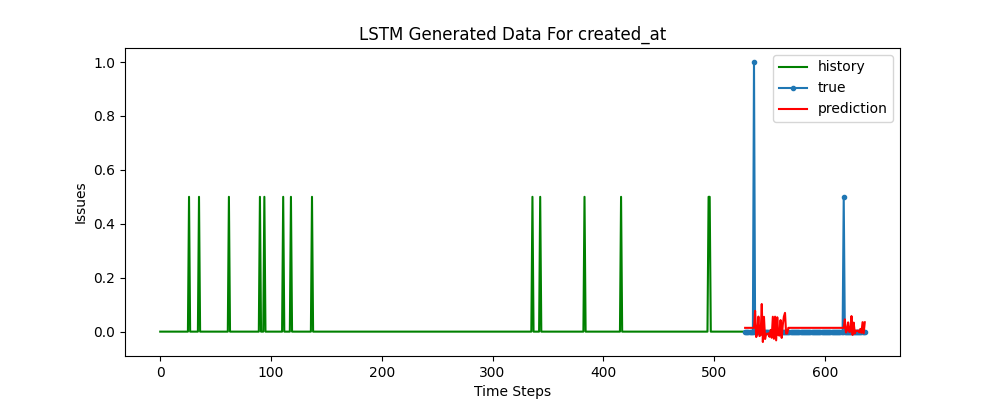 LSTM Generated Data For created_at
history
true
prediction
Issues
1.0
0.8
0.6
0.4
0.2
0.0
0 100 200 300 400 500 600
Time Steps